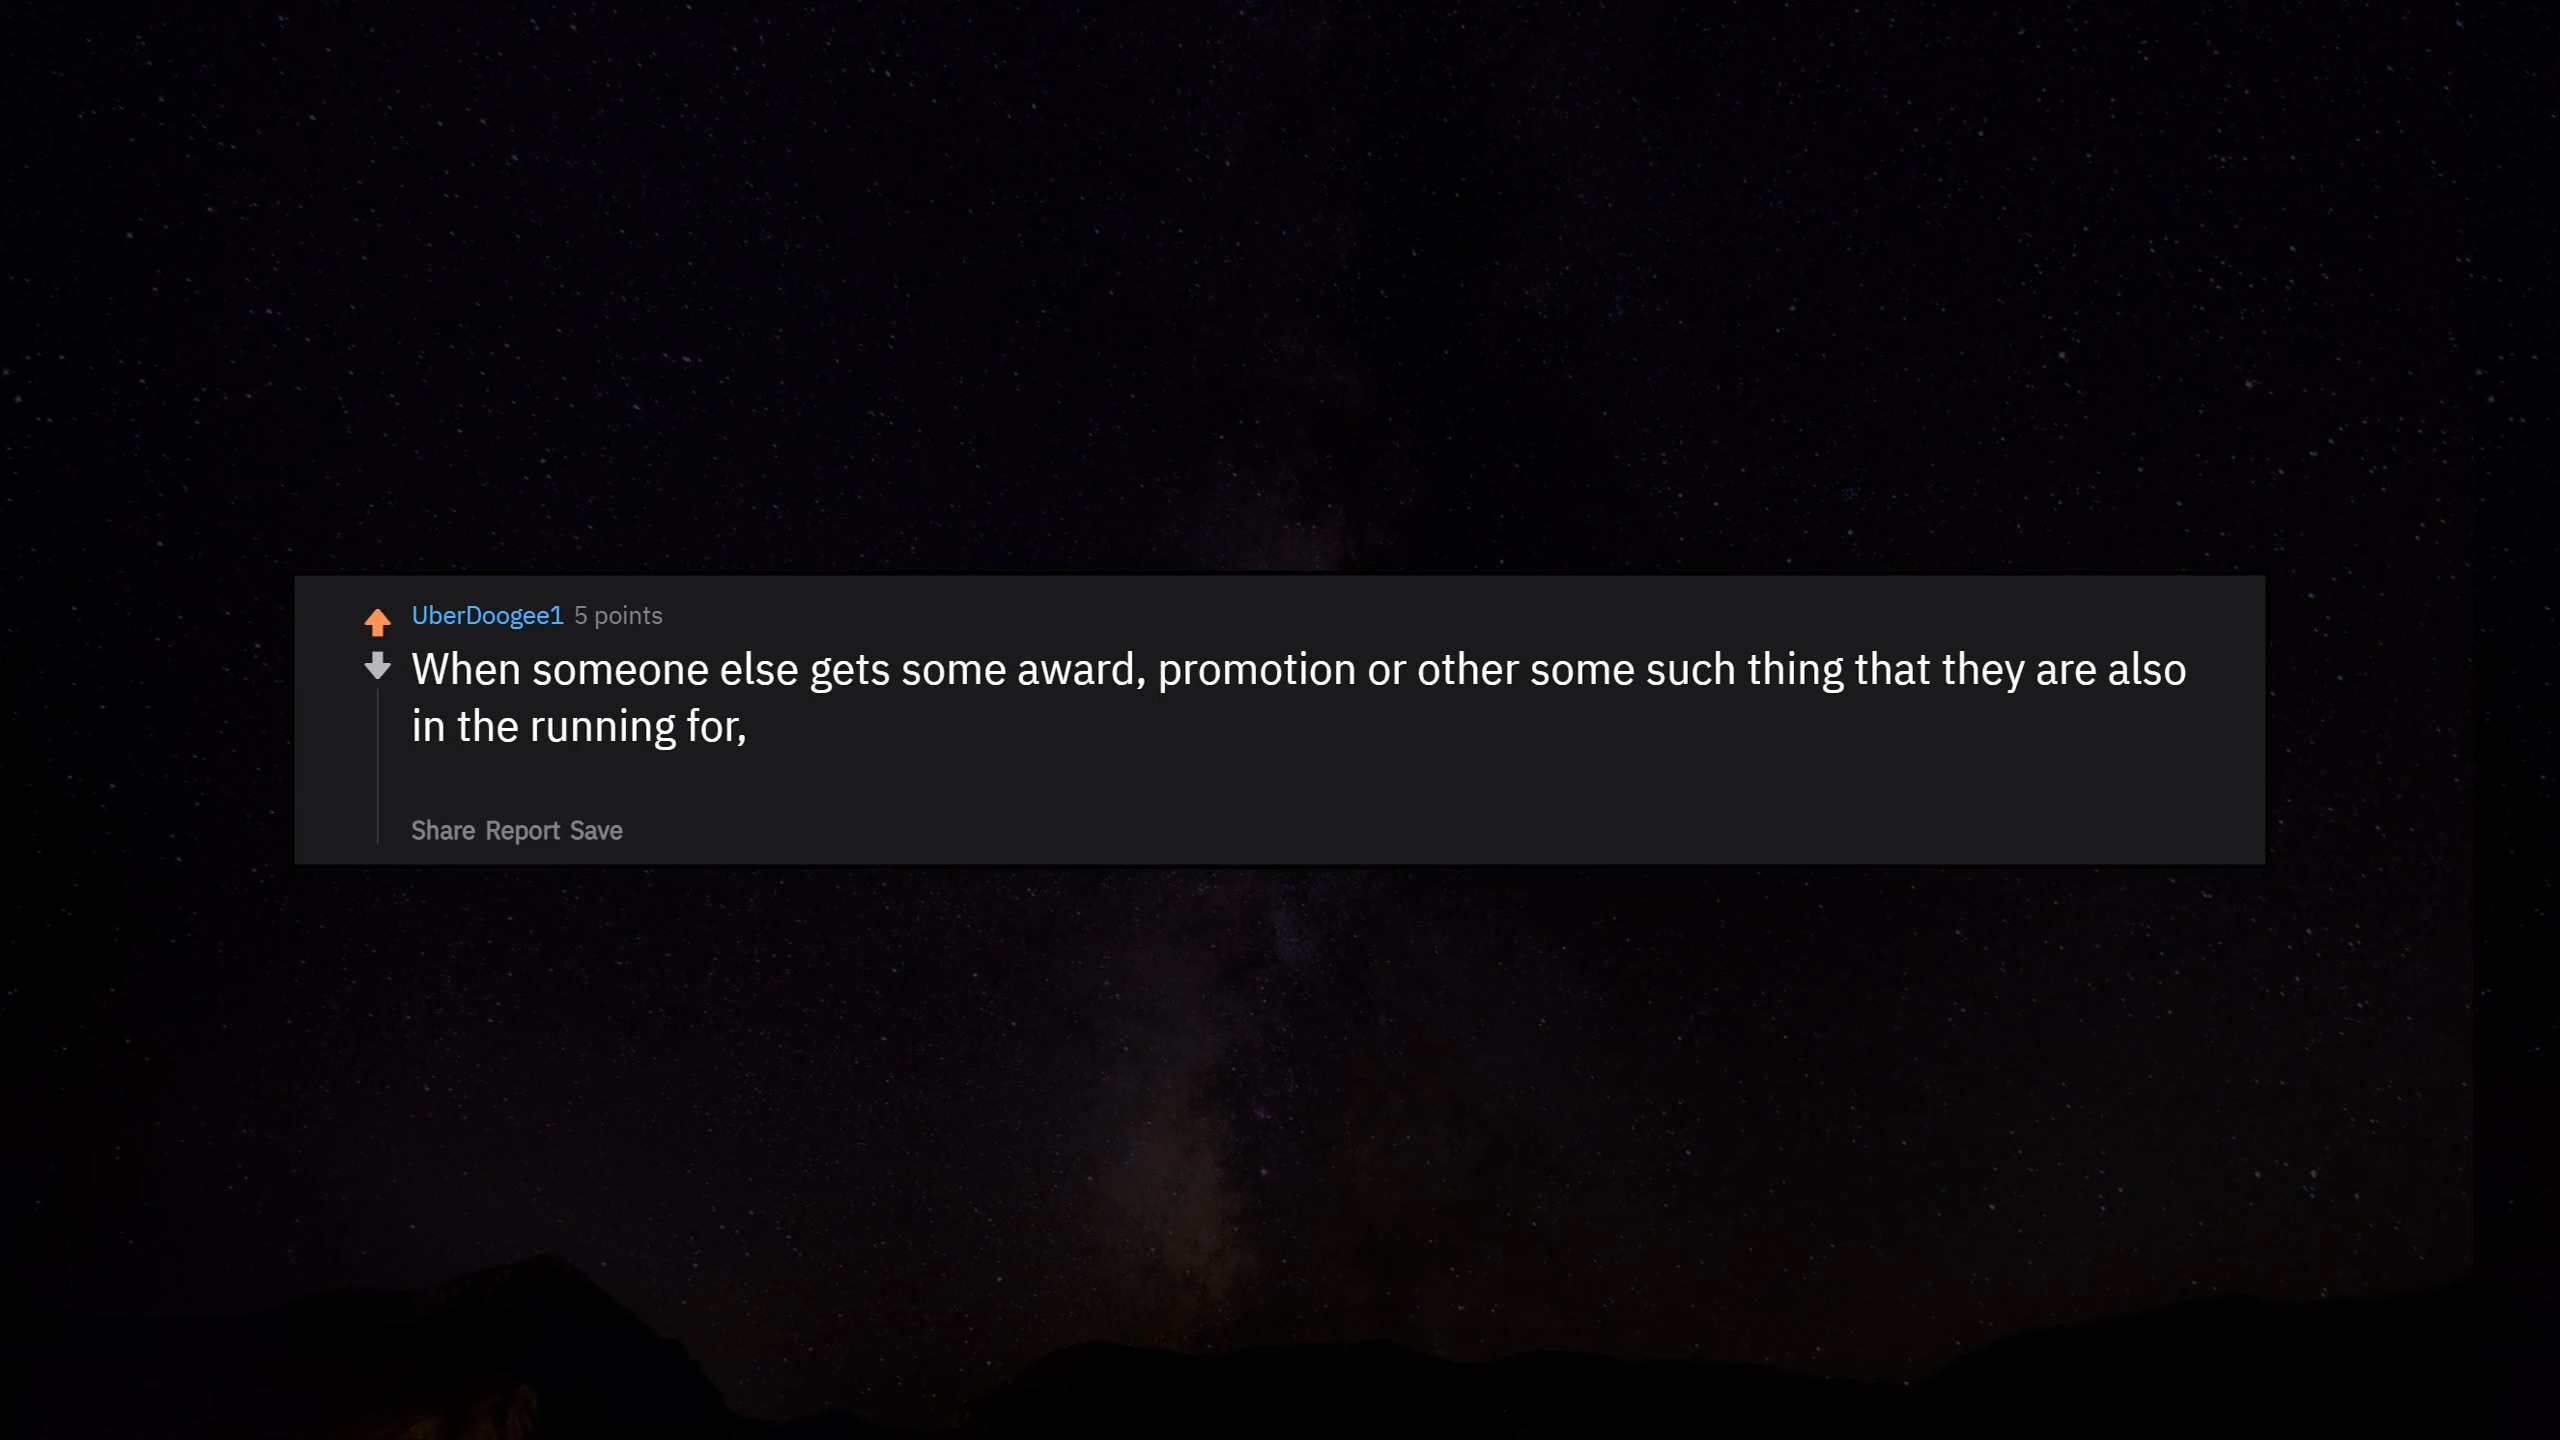 UberDoogee1 5 points
When someone else gets some award, promotion or other some such thing that they are also
in the running for,
Share Report Save